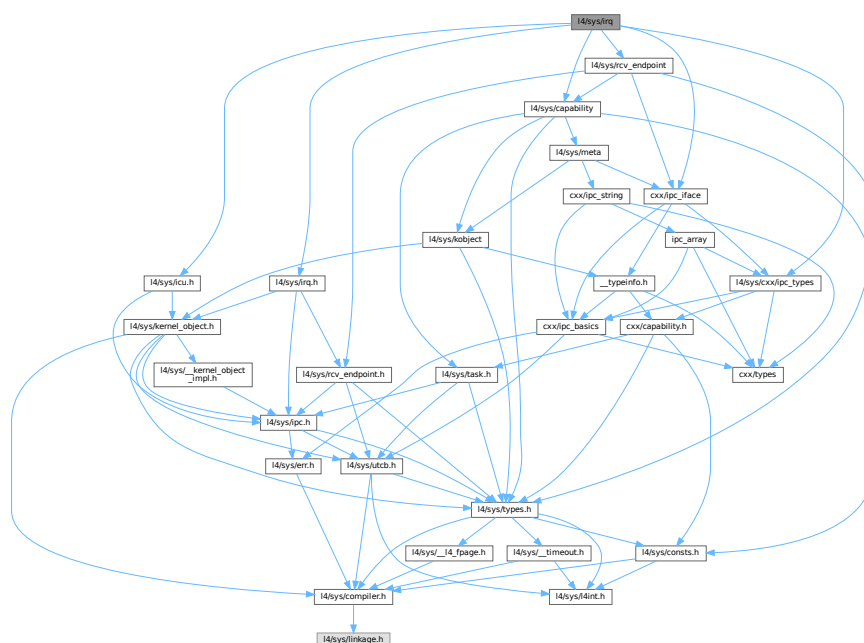 l4/sys/irq
l4/sys/rcv_endpoint
l4/sys/capability
l4/sys/meta
cxx/ipc_string
cxx/ipc_iface
l4/sys/kobject
ipc_array
l4/sys/icu.h
l4/sys/irq.h
__typeinfo.h
l4/sys/cxx/ipc_types
l4/sys/kernel_object.h
cxx/ipc_basics
cxx/capability.h
l4/sys/__kernel_object
_impl.h
l4/sys/rcv_endpoint.h
l4/sys/task.h
cxx/types
l4/sys/ipc.h
l4/sys/err.h
l4/sys/utcb.h
l4/sys/types.h
l4/sys/__l4_fpage.h
l4/sys/__timeout.h
l4/sys/consts.h
l4/sys/compiler.h
l4/sys/l4int.h
l4/sys/linkage.h